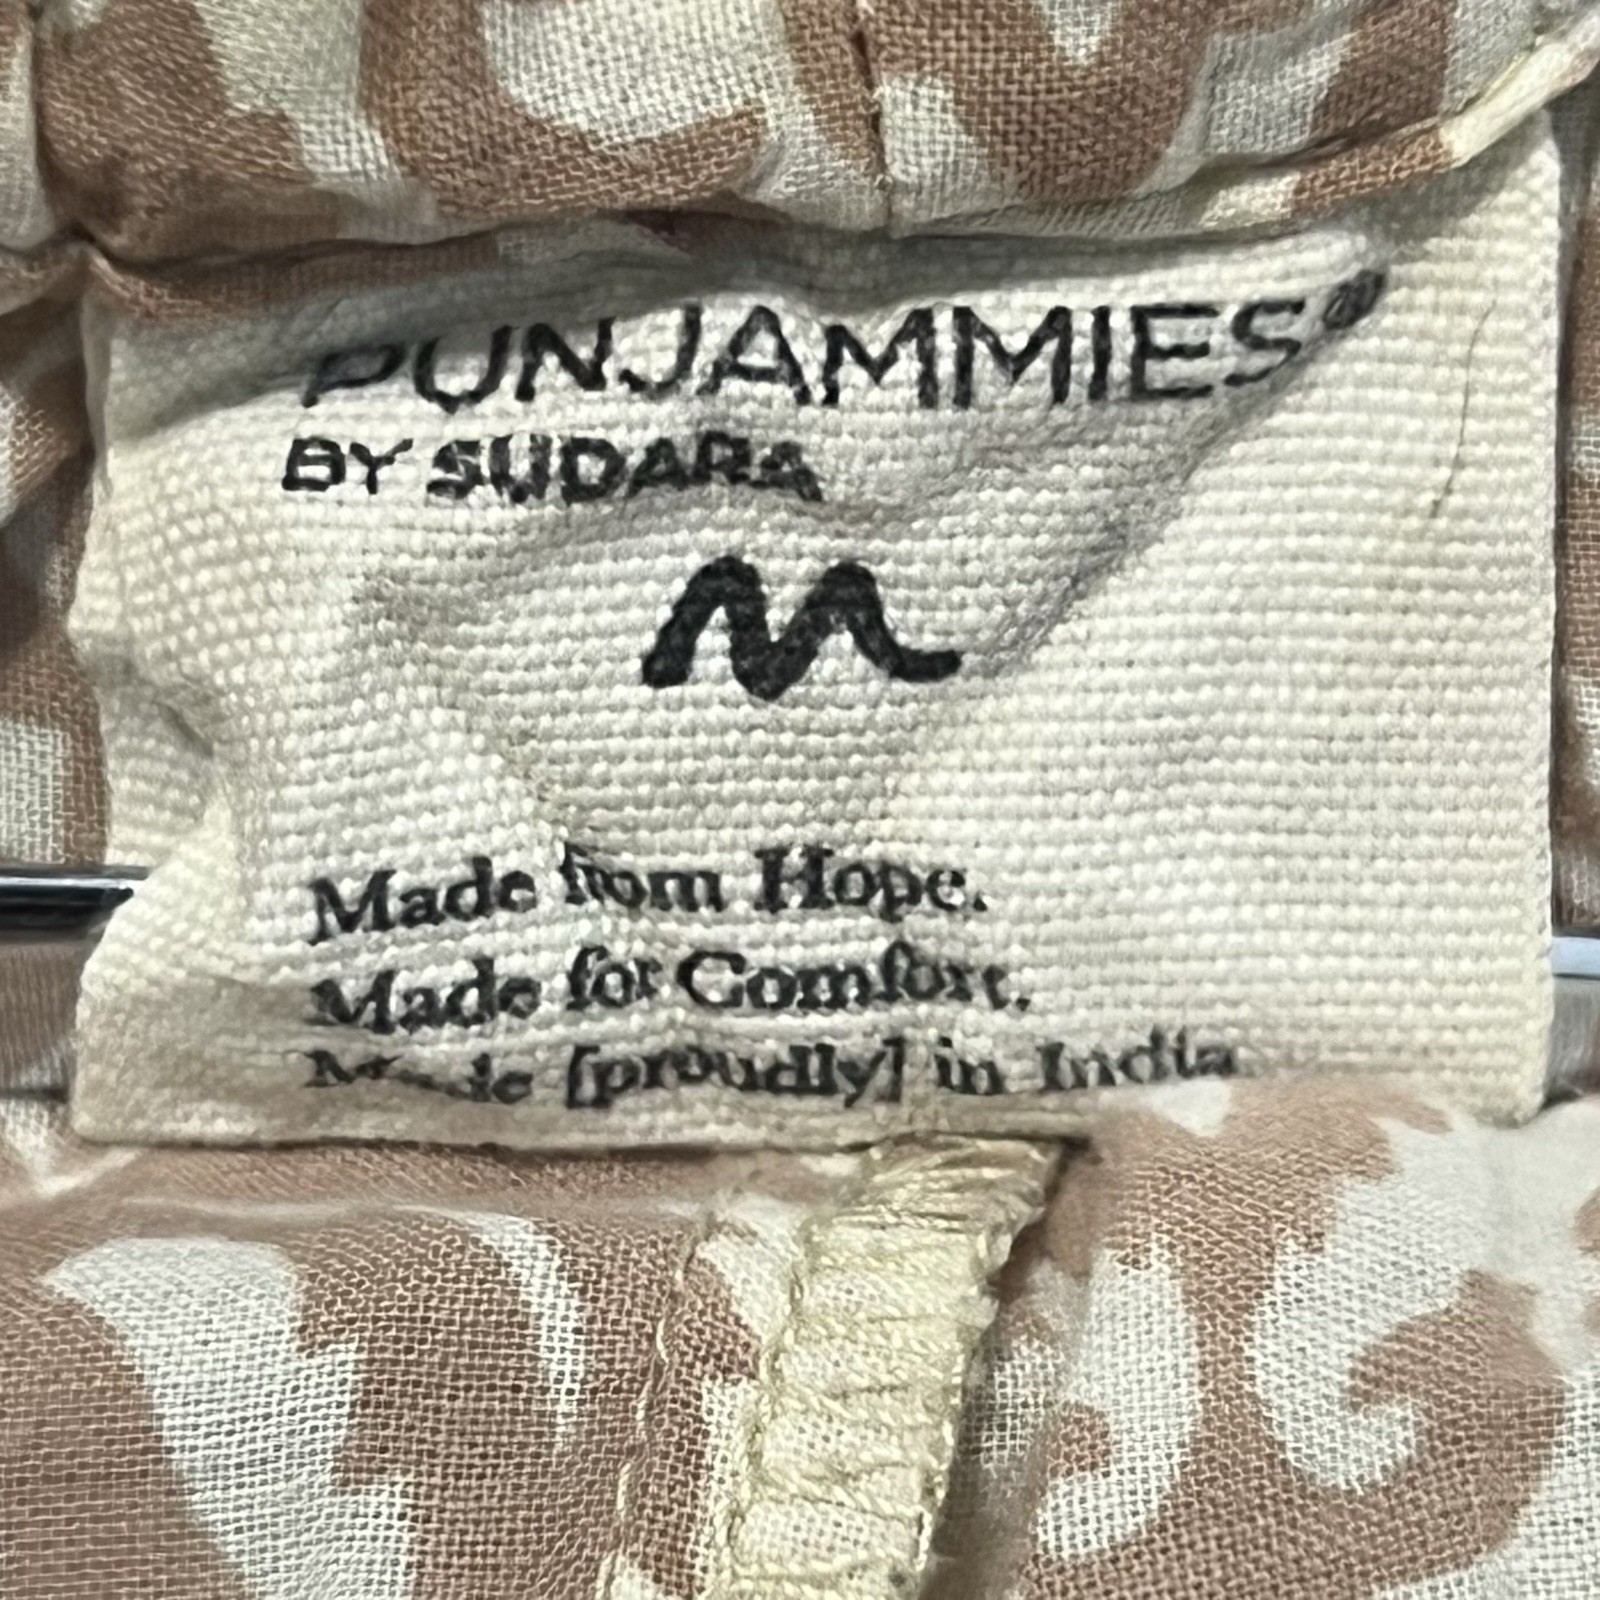 PUNJAMMIES®
BY SUDARA
M
Made from Hope.
Made for Comfort.
Made [proudly] in India